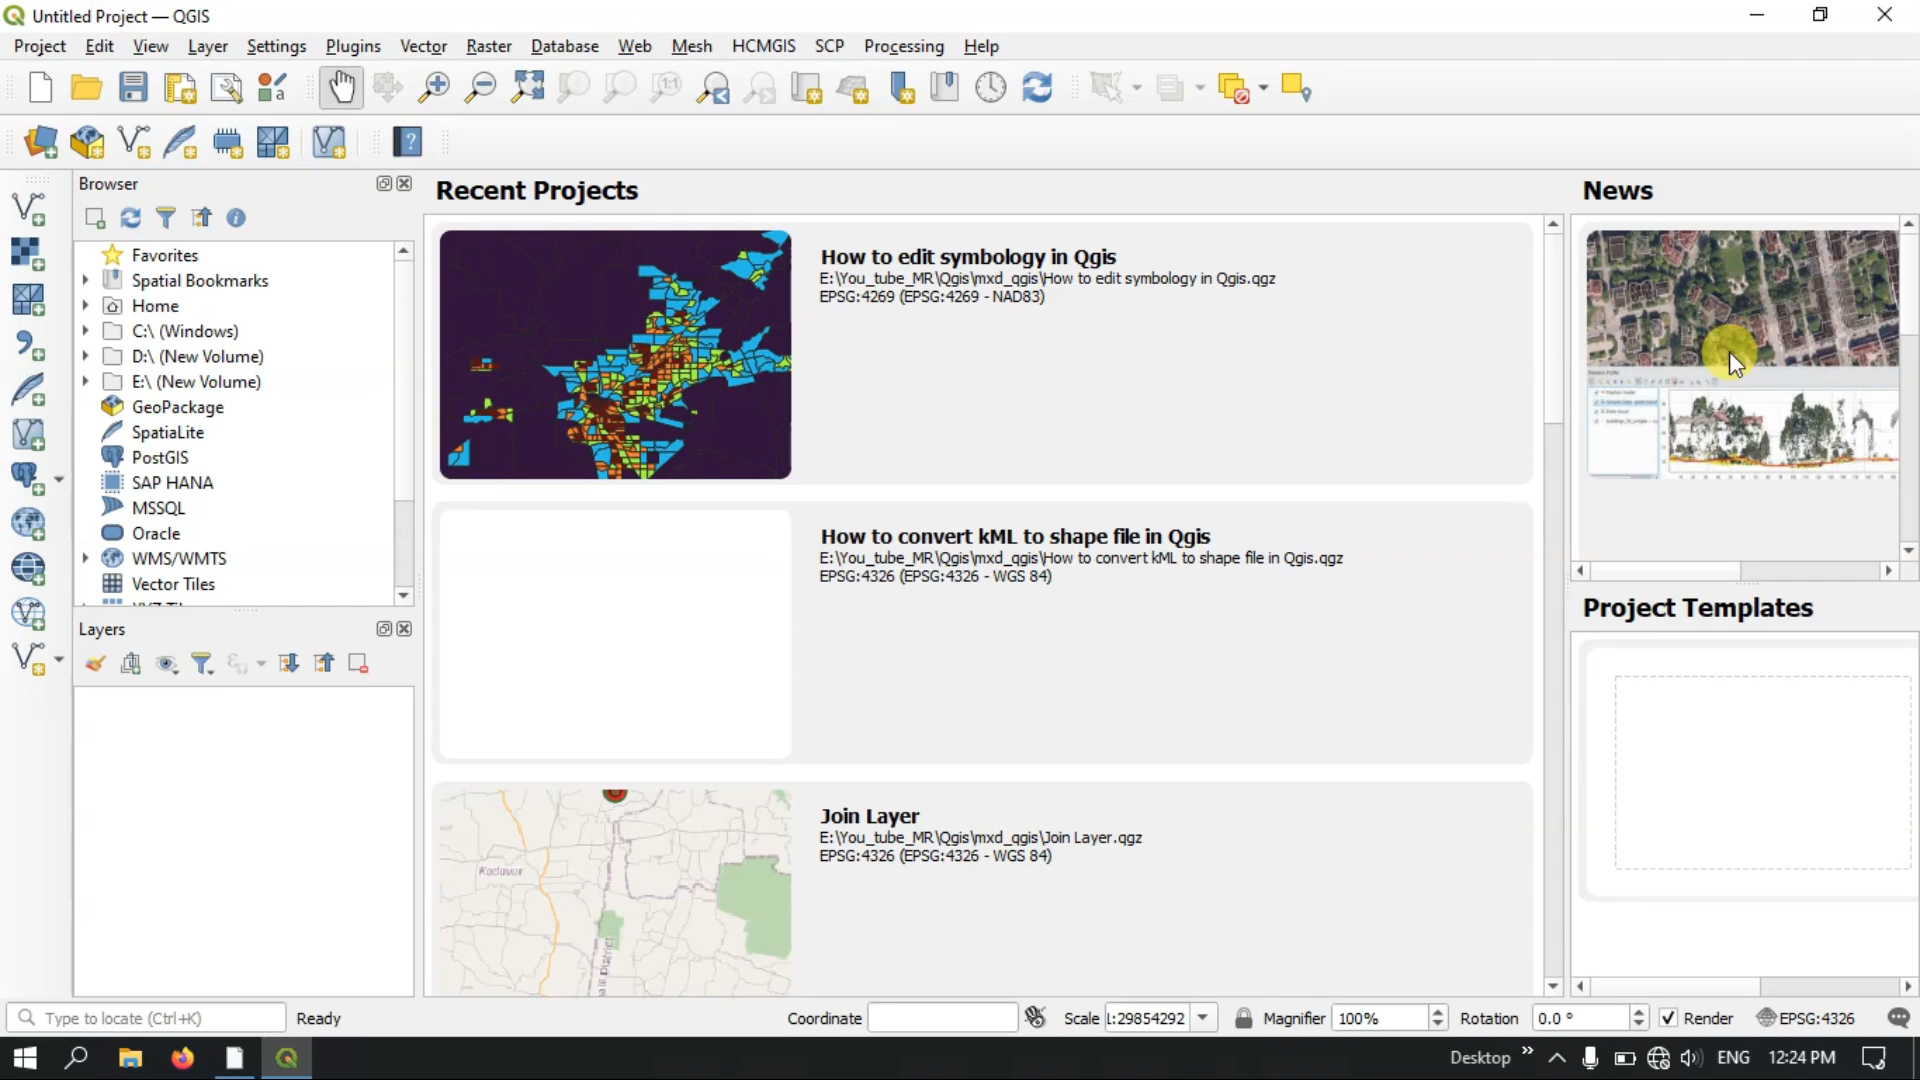 Untitled Project — QGIS
Project Edit View Layer Settings Plugins Vector Raster Database Web Mesh HCMGIS SCP Processing Help
Browser
Favorites
Spatial Bookmarks
Home
C:\ (Windows)
D:\ (New Volume)
E:\ (New Volume)
GeoPackage
SpatiaLite
PostGIS
SAP HANA
MSSQL
Oracle
WMS/WMTS
Vector Tiles
Layers
Recent Projects
How to edit symbology in Qgis
E:\You_tube_MR\Qgis\mxd_qgis\How to edit symbology in Qgis.qgz
EPSG:4269 (EPSG:4269 - NAD83)
How to convert kML to shape file in Qgis
E:\You_tube_MR\Qgis\mxd_qgis\How to convert kML to shape file in Qgis.qgz
EPSG:4326 (EPSG:4326 - WGS 84)
Join Layer
E:\You_tube_MR\Qgis\mxd_qgis\Join Layer.qgz
EPSG:4326 (EPSG:4326 - WGS 84)
Kadavur
News
Project Templates
Type to locate (Ctrl+K) Ready Coordinate Scale 1:29854292 Magnifier 100% Rotation 0.0 ° Render EPSG:4326
Desktop ENG 12:24 PM